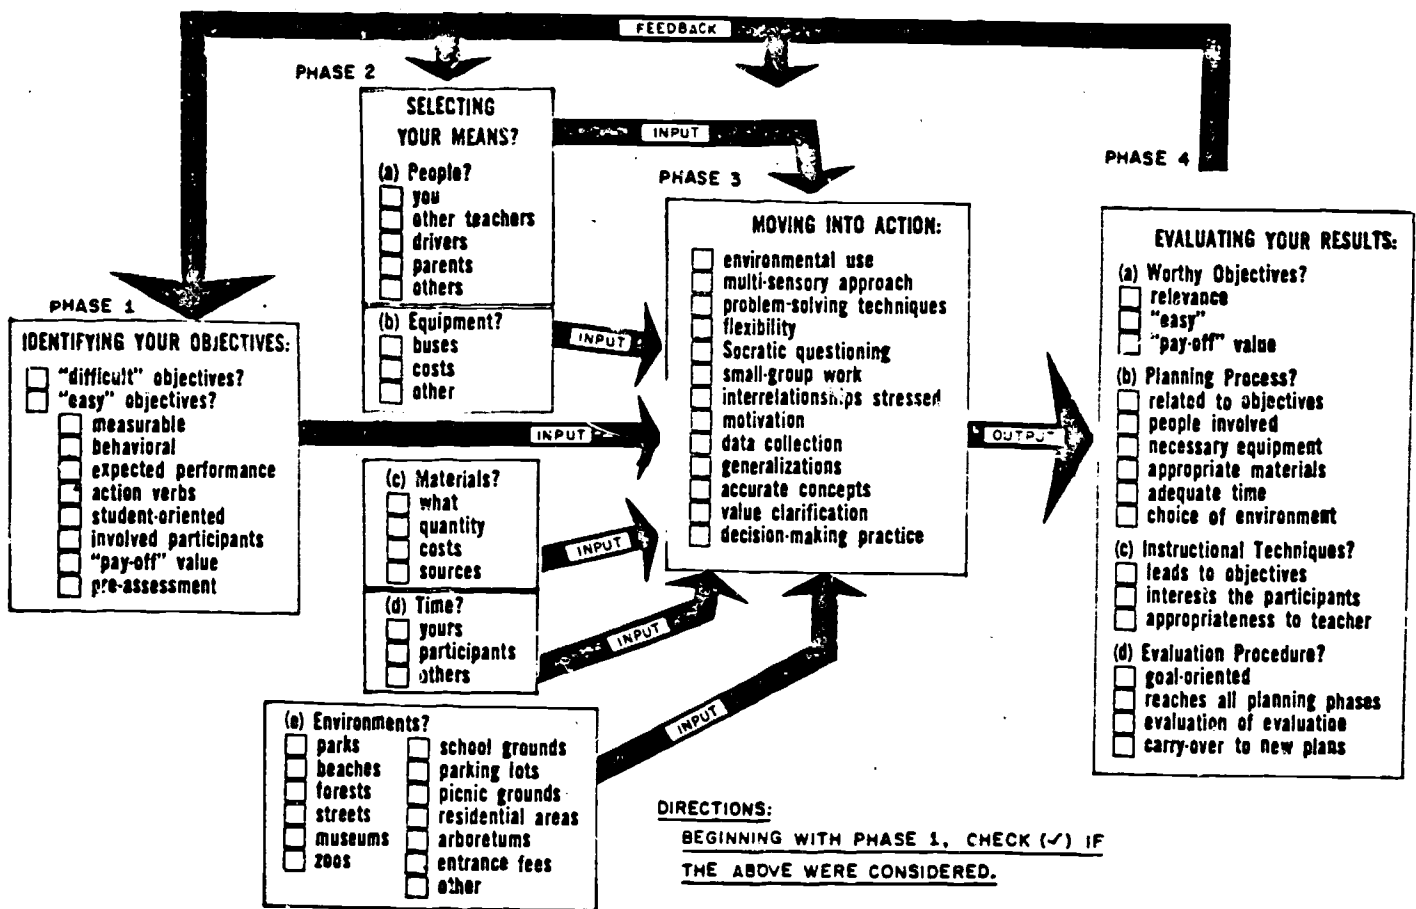 FEEDBACK
PHASE 2
SELECTING
YOUR MEANS?
(a) People?
you
other teachers
drivers
parents
others
(b) Equipment?
buses
costs
other
INPUT
INPUT
PHASE 1
IDENTIFYING YOUR OBJECTIVES:
"difficult" objectives?
"easy" objectives?
measurable
behavioral
expected performance
action verbs
student-oriented
involved participants
"pay-off" value
pre-assessment
INPUT
(c) Materials?
what
quantity
costs
sources
INPUT
(d) Time?
yours
participants
others
INPUT
(e) Environments?
parks
beaches
forests
streets
museums
zoos
school grounds
parking lots
picnic grounds
residential areas
arboretums
entrance fees
other
INPUT
PHASE 3
MOVING INTO ACTION:
environmental use
multi-sensory approach
problem-solving techniques
flexibility
Socratic questioning
small-group work
interrelationships stressed
motivation
data collection
generalizations
accurate concepts
value clarification
decision-making practice
OUTPUT
PHASE 4
EVALUATING YOUR RESULTS:
(a) Worthy Objectives?
relevance
"easy"
"pay-off" value
(b) Planning Process?
related to objectives
people involved
necessary equipment
appropriate materials
adequate time
choice of environment
(c) Instructional Techniques?
leads to objectives
interests the participants
appropriateness to teacher
(d) Evaluation Procedure?
goal-oriented
reaches all planning phases
evaluation of evaluation
carry-over to new plans
DIRECTIONS:
BEGINNING WITH PHASE 1, CHECK (✓) IF
THE ABOVE WERE CONSIDERED.